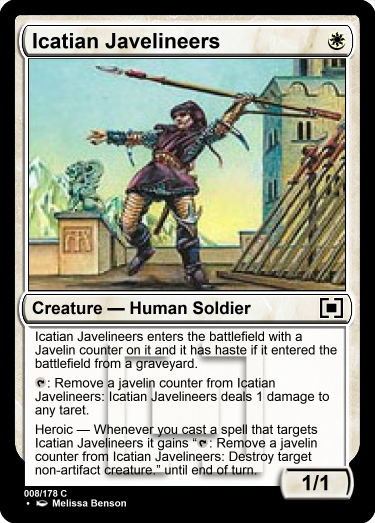 Icatian Javelineers
Creature — Human Soldier
Icatian Javelineers enters the battlefield with a
Javelin counter on it and it has haste if it entered the
battlefield from a graveyard.
: Remove a javelin counter from Icatian
Javelineers: Icatian Javelineers deals 1 damage to
any taret.
Heroic — Whenever you cast a spell that targets
Icatian Javelineers it gains “: Remove a javelin
counter from Icatian Javelineers: Destroy target
non-artifact creature.” until end of turn.
1/1
008/178 C
• Melissa Benson